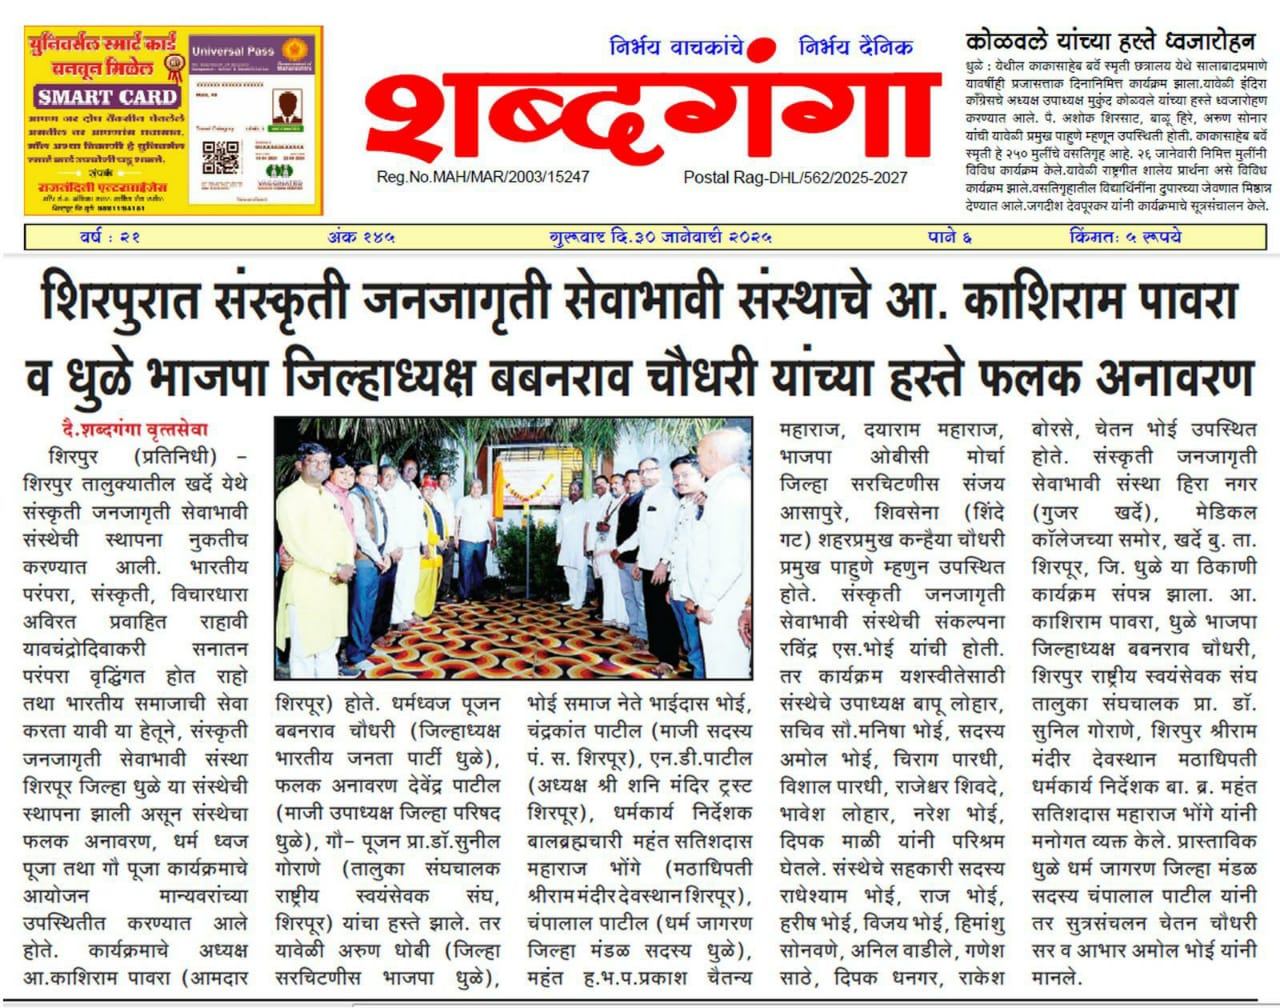 युनिवर्सल स्मार्ट कार्ड
बनवून मिळेल
SMART CARD
संपर्क
राजनंदिनी एन्टरप्राईजेस
Universal Pass
VACCINATED
निर्भय वाचकांचे निर्भय दैनिक
शब्दगंगा
Reg.No.MAH/MAR/2003/15247 Postal Rag-DHL/562/2025-2027
कोळवले यांच्या हस्ते ध्वजारोहन
धुळे : येथील काकासाहेब बर्वे स्मृती छत्रालय येथे सालाबादप्रमाणे
यावर्षीही प्रजासत्ताक दिनानिमित्त कार्यक्रम झाला.यावेळी इंदिरा
काँग्रेसचे अध्यक्ष उपाध्यक्ष मुकुंद कोळवले यांच्या हस्ते ध्वजारोहण
करण्यात आले. पं. अशोक शिरसाट, बाळू हिरे, अरुण सोनार
यांची यावेळी प्रमुख पाहुणे म्हणून उपस्थिती होती. काकासाहेब बर्वे
स्मृती हे २५० मुलींचे वसतिगृह आहे. २६ जानेवारी निमित्त मुलींनी
विविध कार्यक्रम केले.यावेळी राष्ट्रगीत शालेय प्रार्थना असे विविध
कार्यक्रम झाले.वसतिगृहातील विद्यार्थिनींना दुपारच्या जेवणात मिष्ठान्न
देण्यात आले.जगदीश देवपूरकर यांनी कार्यक्रमाचे सूत्रसंचालन केले.
वर्ष : २१ अंक १४५ गुरूवार दि.३० जानेवारी २०२५ पाने ६ किंमतः ५ रूपये
शिरपुरात संस्कृती जनजागृती सेवाभावी संस्थाचे आ. काशिराम पावरा
व धुळे भाजपा जिल्हाध्यक्ष बबनराव चौधरी यांच्या हस्ते फलक अनावरण
दै.शब्दगंगा वृत्तसेवा
शिरपुर (प्रतिनिधी) –
शिरपुर तालुक्यातील खर्दे येथे
संस्कृती जनजागृती सेवाभावी
संस्थेची स्थापना नुकतीच
करण्यात आली. भारतीय
परंपरा, संस्कृती, विचारधारा
अविरत प्रवाहित राहावी
यावचंद्रोदिवाकरी सनातन
परंपरा वृद्धिंगत होत राहो
तथा भारतीय समाजाची सेवा
करता यावी या हेतूने, संस्कृती
जनजागृती सेवाभावी संस्था
शिरपूर जिल्हा धुळे या संस्थेची
स्थापना झाली असून संस्थेचा
फलक अनावरण, धर्म ध्वज
पूजा तथा गौ पूजा कार्यक्रमाचे
आयोजन मान्यवरांच्या
उपस्थितीत करण्यात आले
होते. कार्यक्रमाचे अध्यक्ष
आ.काशिराम पावरा (आमदार
शिरपूर) होते. धर्मध्वज पूजन
बबनराव चौधरी (जिल्हाध्यक्ष
भारतीय जनता पार्टी धुळे),
फलक अनावरण देवेंद्र पाटील
(माजी उपाध्यक्ष जिल्हा परिषद
धुळे), गौ– पूजन प्रा.डॉ.सुनील
गोराणे (तालुका संघचालक
राष्ट्रीय स्वयंसेवक संघ,
शिरपूर) यांचा हस्ते झाले. तर
यावेळी अरुण धोबी (जिल्हा
सरचिटणीस भाजपा धुळे),
भोई समाज नेते भाईदास भोई,
चंद्रकांत पाटील (माजी सदस्य
पं. स. शिरपूर), एन.डी.पाटील
(अध्यक्ष श्री शनि मंदिर ट्रस्ट
शिरपूर), धर्मकार्य निर्देशक
बालब्रह्मचारी महंत सतिशदास
महाराज भोंगे (मठाधिपती
श्रीराम मंदिर देवस्थान शिरपूर),
चंपालाल पाटील (धर्म जागरण
जिल्हा मंडळ सदस्य धुळे),
महंत ह.भ.प.प्रकाश चैतन्य
महाराज, दयाराम महाराज,
भाजपा ओबीसी मोर्चा
जिल्हा सरचिटणीस संजय
आसापुरे, शिवसेना (शिंदे
गट) शहरप्रमुख कन्हैया चौधरी
प्रमुख पाहुणे म्हणुन उपस्थित
होते. संस्कृती जनजागृती
सेवाभावी संस्थेची संकल्पना
रविंद्र एस.भोई यांची होती.
तर कार्यक्रम यशस्वीतेसाठी
संस्थेचे उपाध्यक्ष बापू लोहार,
सचिव सौ.मनिषा भोई, सदस्य
अमोल भोई, चिराग पारधी,
विशाल पारधी, राजेश्वर शिवदे,
भावेश लोहार, नरेश भोई,
दिपक माळी यांनी परिश्रम
घेतले. संस्थेचे सहकारी सदस्य
राधेश्याम भोई, राज भोई,
हरीष भोई, विजय भोई, हिमांशु
सोनवणे, अनिल वाडीले, गणेश
साठे, दिपक धनगर, राकेश
बोरसे, चेतन भोई उपस्थित
होते. संस्कृती जनजागृती
सेवाभावी संस्था हिरा नगर
(गुजर खर्दे), मेडिकल
कॉलेजच्या समोर, खर्दे बु. ता.
शिरपूर, जि. धुळे या ठिकाणी
कार्यक्रम संपन्न झाला. आ.
काशिराम पावरा, धुळे भाजपा
जिल्हाध्यक्ष बबनराव चौधरी,
शिरपुर राष्ट्रीय स्वयंसेवक संघ
तालुका संघचालक प्रा. डॉ.
सुनिल गोराणे, शिरपुर श्रीराम
मंदीर देवस्थान मठाधिपती
धर्मकार्य निर्देशक बा. ब्र. महंत
सतिशदास महाराज भोंगे यांनी
मनोगत व्यक्त केले. प्रास्ताविक
धुळे धर्म जागरण जिल्हा मंडळ
सदस्य चंपालाल पाटील यांनी
तर सुत्रसंचालन चेतन चौधरी
सर व आभार अमोल भोई यांनी
मानले.